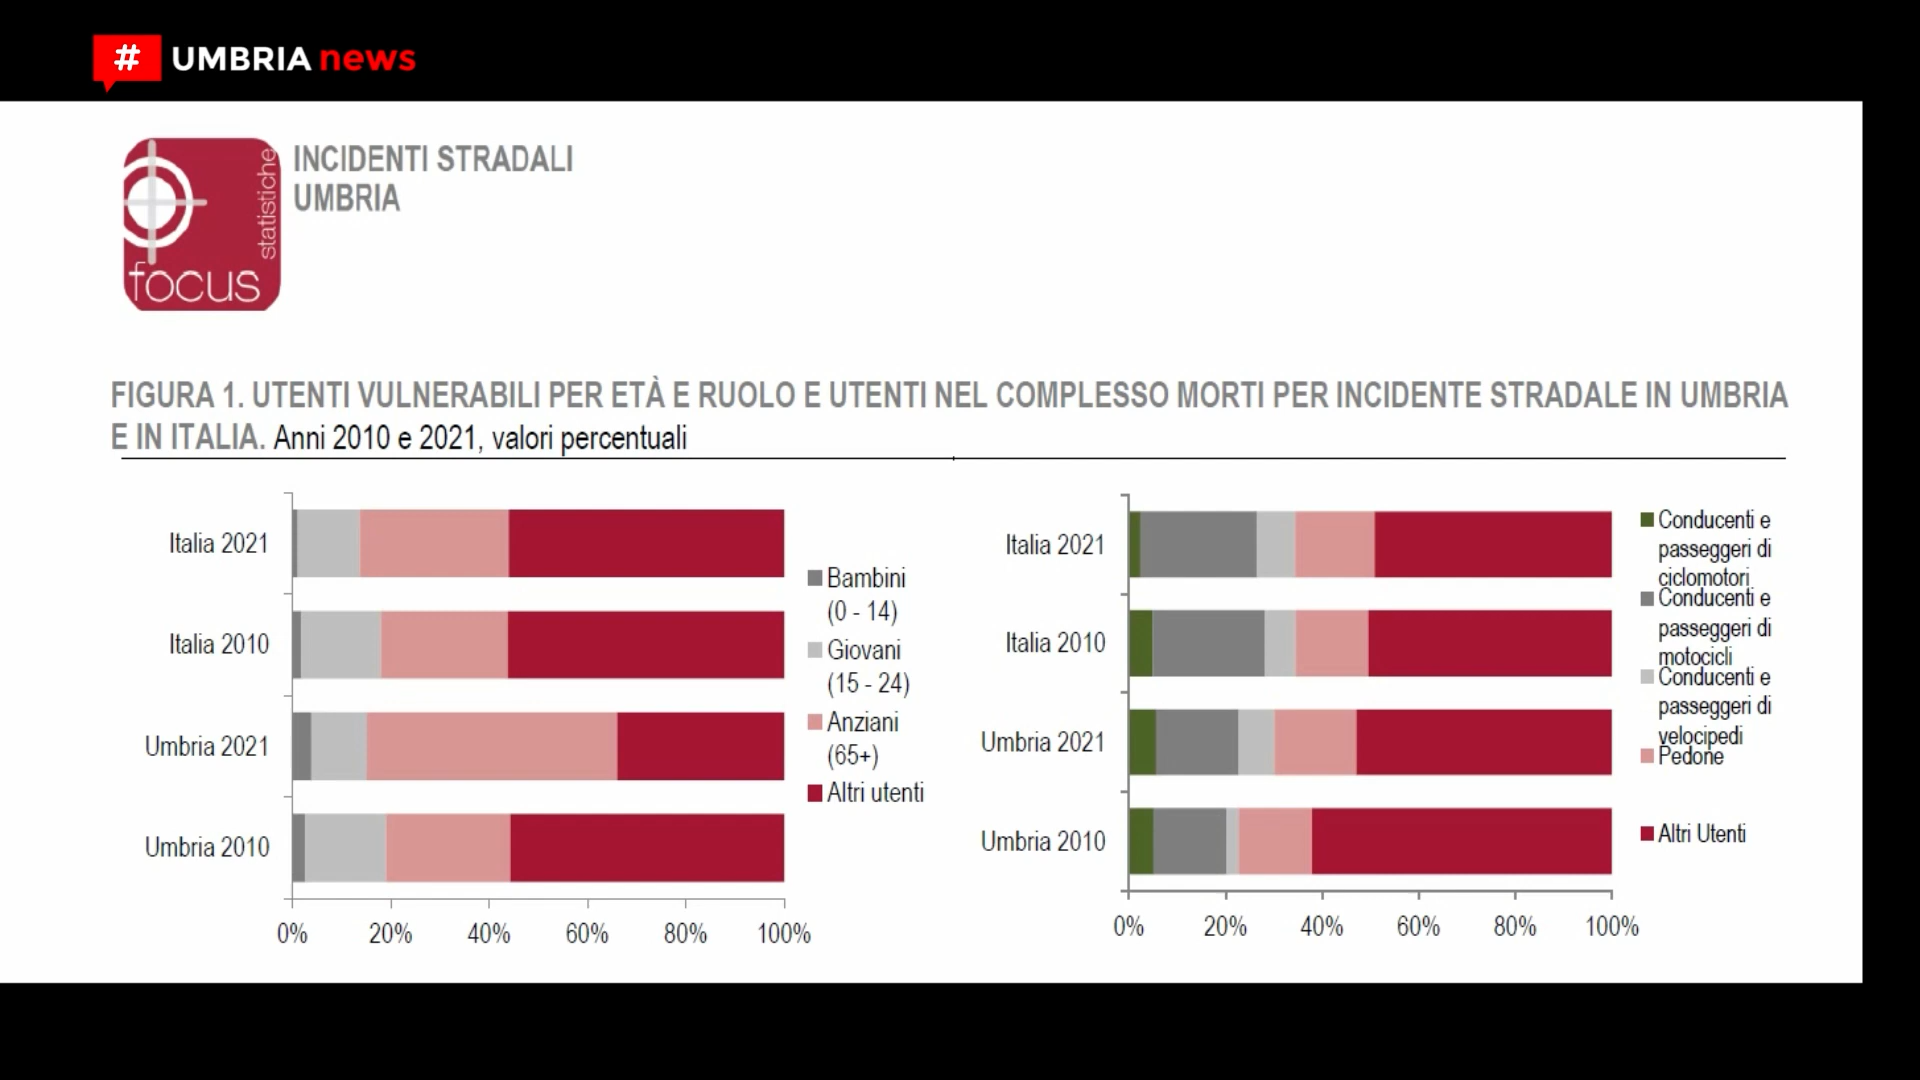 # UMBRIA news
focus
statistiche
INCIDENTI STRADALI
UMBRIA
FIGURA 1. UTENTI VULNERABILI PER ETÀ E RUOLO E UTENTI NEL COMPLESSO MORTI PER INCIDENTE STRADALE IN UMBRIA
E IN ITALIA. Anni 2010 e 2021, valori percentuali
Italia 2021
Italia 2010
Umbria 2021
Umbria 2010
0% 20% 40% 60% 80% 100%
Bambini
(0 - 14)
Giovani
(15 - 24)
Anziani
(65+)
Altri utenti
Italia 2021
Italia 2010
Umbria 2021
Umbria 2010
0% 20% 40% 60% 80% 100%
Conducenti e
passeggeri di
ciclomotori
Conducenti e
passeggeri di
motocicli
Conducenti e
passeggeri di
velocipedi
Pedone
Altri Utenti